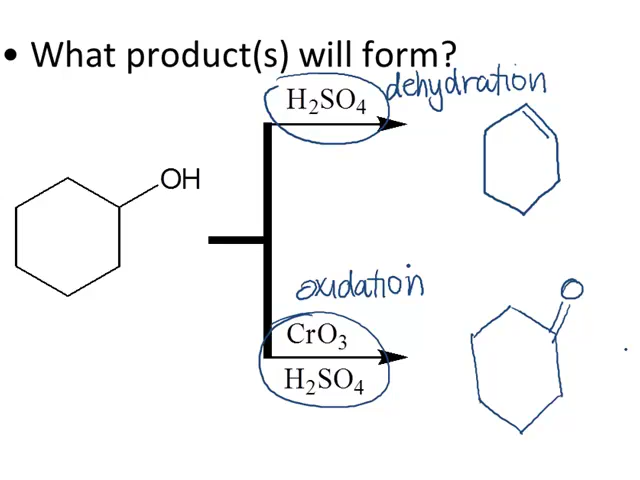 • What product(s) will form?
H₂SO₄ dehydration
OH
oxidation
O
CrO₃
H₂SO₄